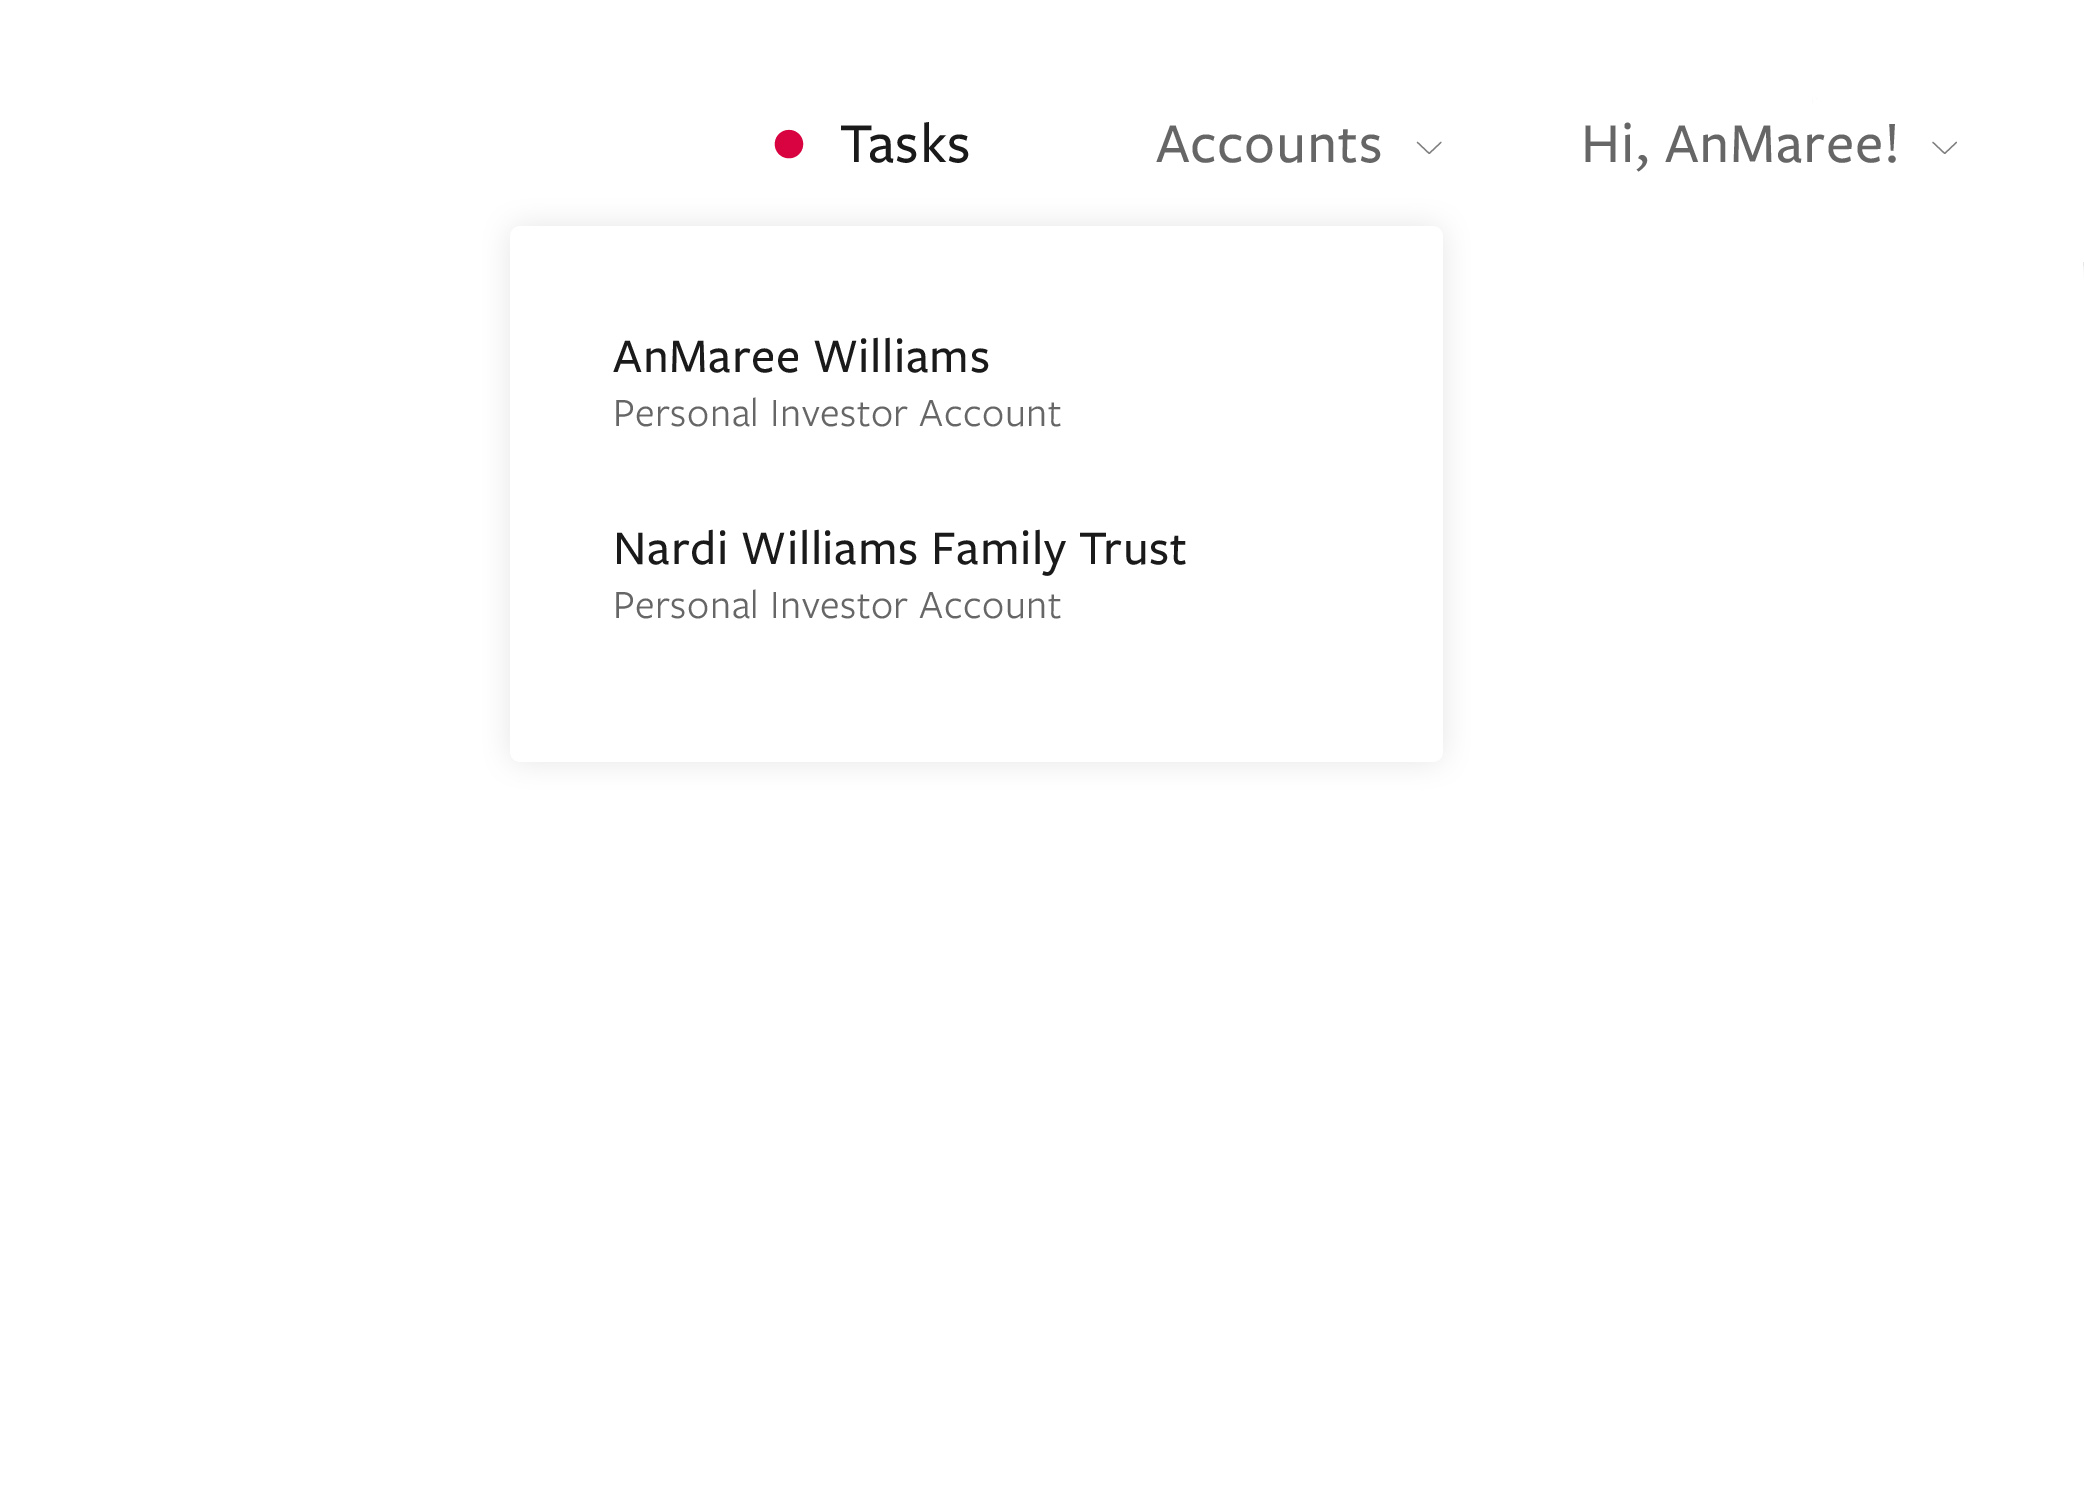 Tasks Accounts Hi, AnMaree!
AnMaree Williams
Personal Investor Account
Nardi Williams Family Trust
Personal Investor Account